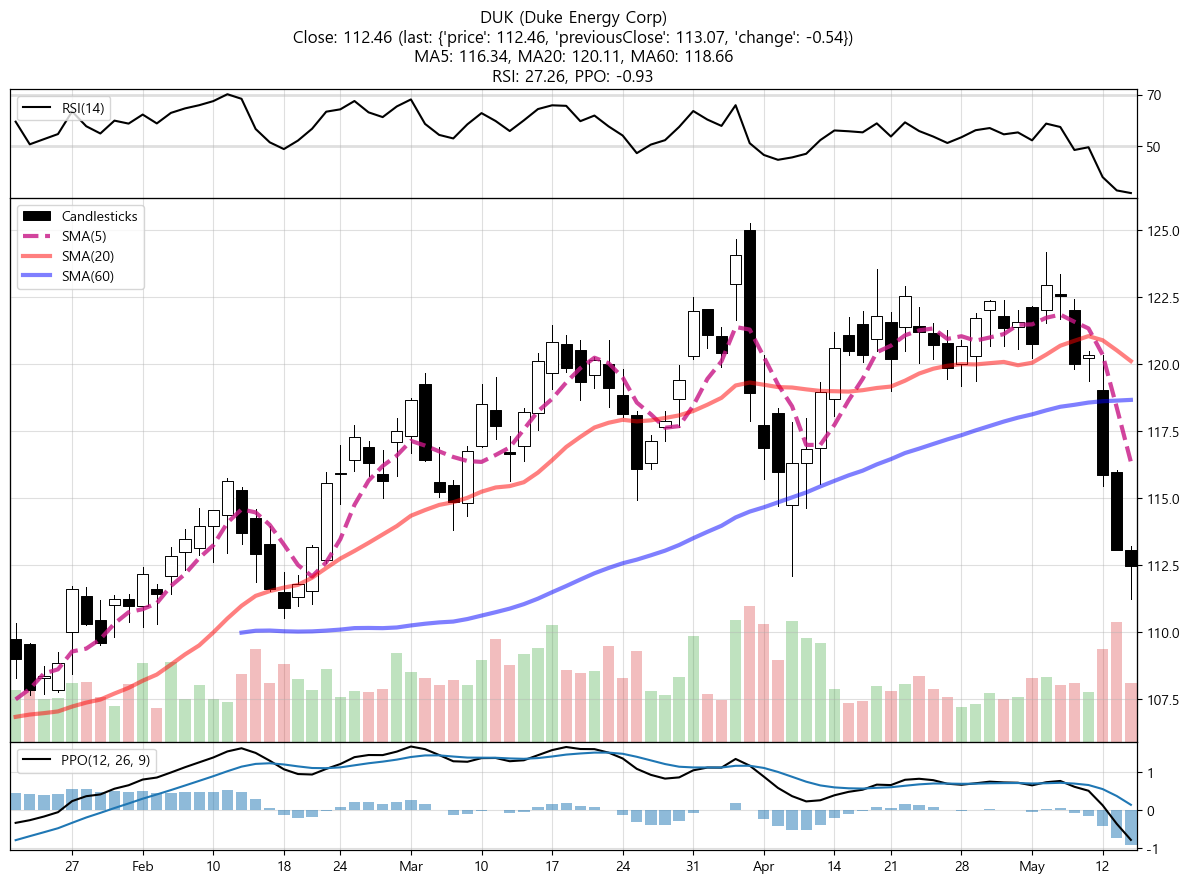 DUK (Duke Energy Corp)
Close: 112.46 (last: {'price': 112.46, 'previousClose': 113.07, 'change': -0.54})
MA5: 116.34, MA20: 120.11, MA60: 118.66
RSI: 27.26, PPO: -0.93
RSI(14)
70
50
Candlesticks
SMA(5)
SMA(20)
SMA(60)
125.0
122.5
120.0
117.5
115.0
112.5
110.0
107.5
PPO(12, 26, 9)
1
0
-1
27 Feb 10 18 24 Mar 10 17 24 31 Apr 14 21 28 May 12